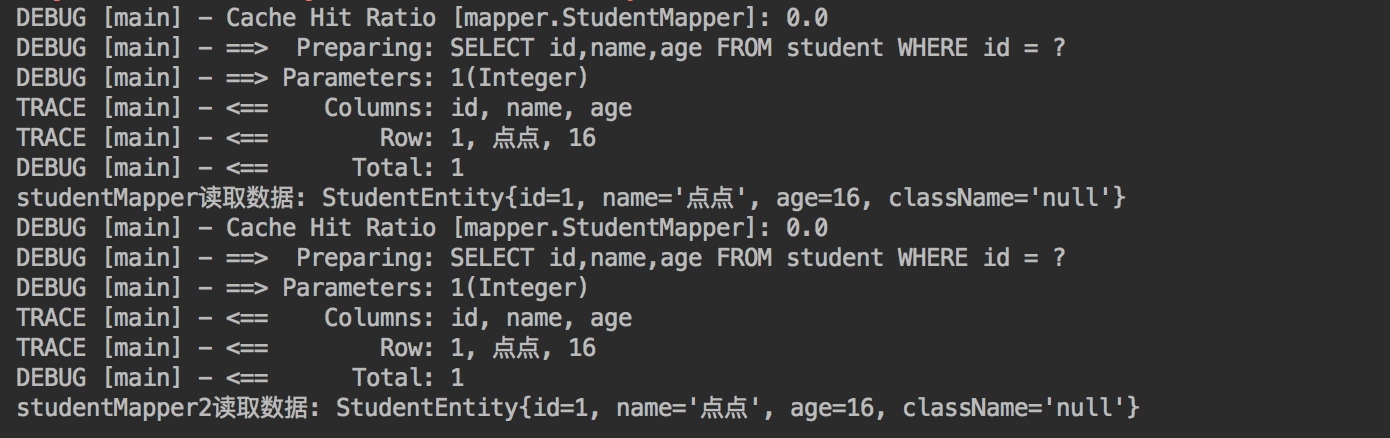 DEBUG [main] - Cache Hit Ratio [mapper.StudentMapper]: 0.0
DEBUG [main] - ==>  Preparing: SELECT id,name,age FROM student WHERE id = ?
DEBUG [main] - ==> Parameters: 1(Integer)
TRACE [main] - <==    Columns: id, name, age
TRACE [main] - <==        Row: 1, 点点, 16
DEBUG [main] - <==      Total: 1
studentMapper读取数据: StudentEntity{id=1, name='点点', age=16, className='null'}
DEBUG [main] - Cache Hit Ratio [mapper.StudentMapper]: 0.0
DEBUG [main] - ==>  Preparing: SELECT id,name,age FROM student WHERE id = ?
DEBUG [main] - ==> Parameters: 1(Integer)
TRACE [main] - <==    Columns: id, name, age
TRACE [main] - <==        Row: 1, 点点, 16
DEBUG [main] - <==      Total: 1
studentMapper2读取数据: StudentEntity{id=1, name='点点', age=16, className='null'}